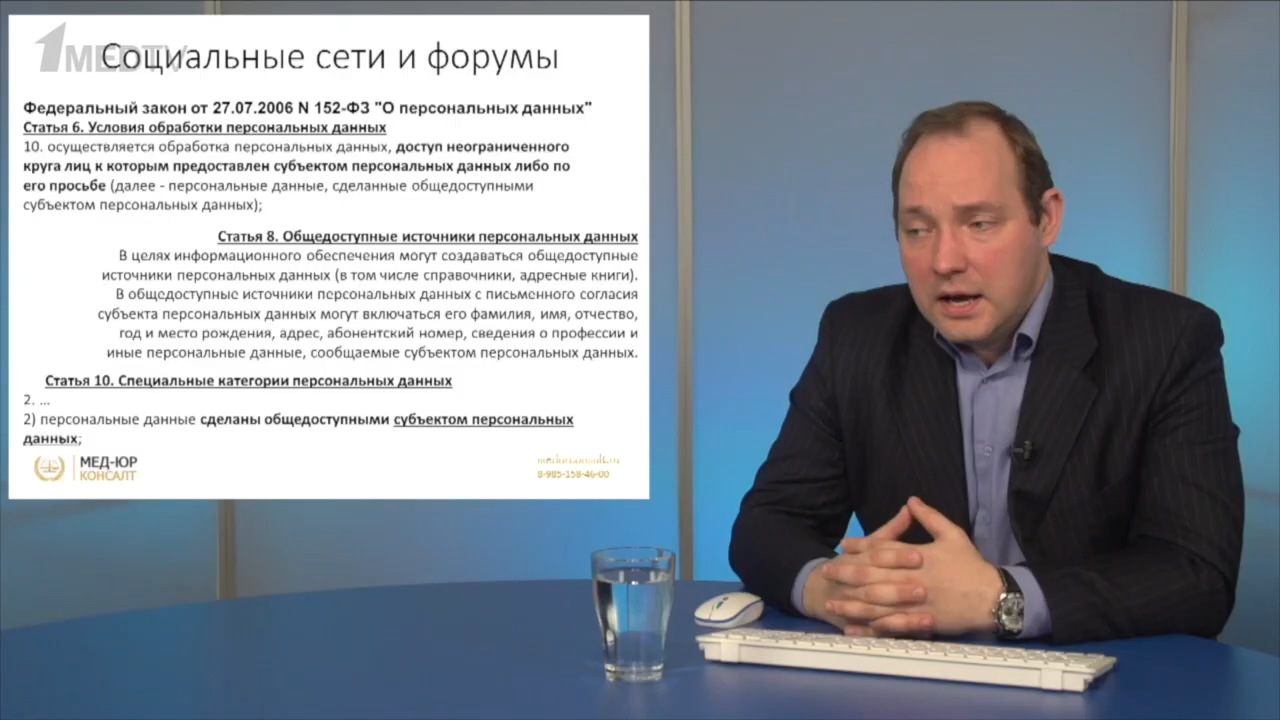 1MEDTV
Социальные сети и форумы
Федеральный закон от 27.07.2006 N 152-ФЗ "О персональных данных"
Статья 6. Условия обработки персональных данных
10. осуществляется обработка персональных данных, доступ неограниченного
круга лиц к которым предоставлен субъектом персональных данных либо по
его просьбе (далее - персональные данные, сделанные общедоступными
субъектом персональных данных);
Статья 8. Общедоступные источники персональных данных
В целях информационного обеспечения могут создаваться общедоступные
источники персональных данных (в том числе справочники, адресные книги).
В общедоступные источники персональных данных с письменного согласия
субъекта персональных данных могут включаться его фамилия, имя, отчество,
год и место рождения, адрес, абонентский номер, сведения о профессии и
иные персональные данные, сообщаемые субъектом персональных данных.
Статья 10. Специальные категории персональных данных
2. ...
2) персональные данные сделаны общедоступными субъектом персональных
данных;
МЕД-ЮР
КОНСАЛТ
8-985-158-46-00